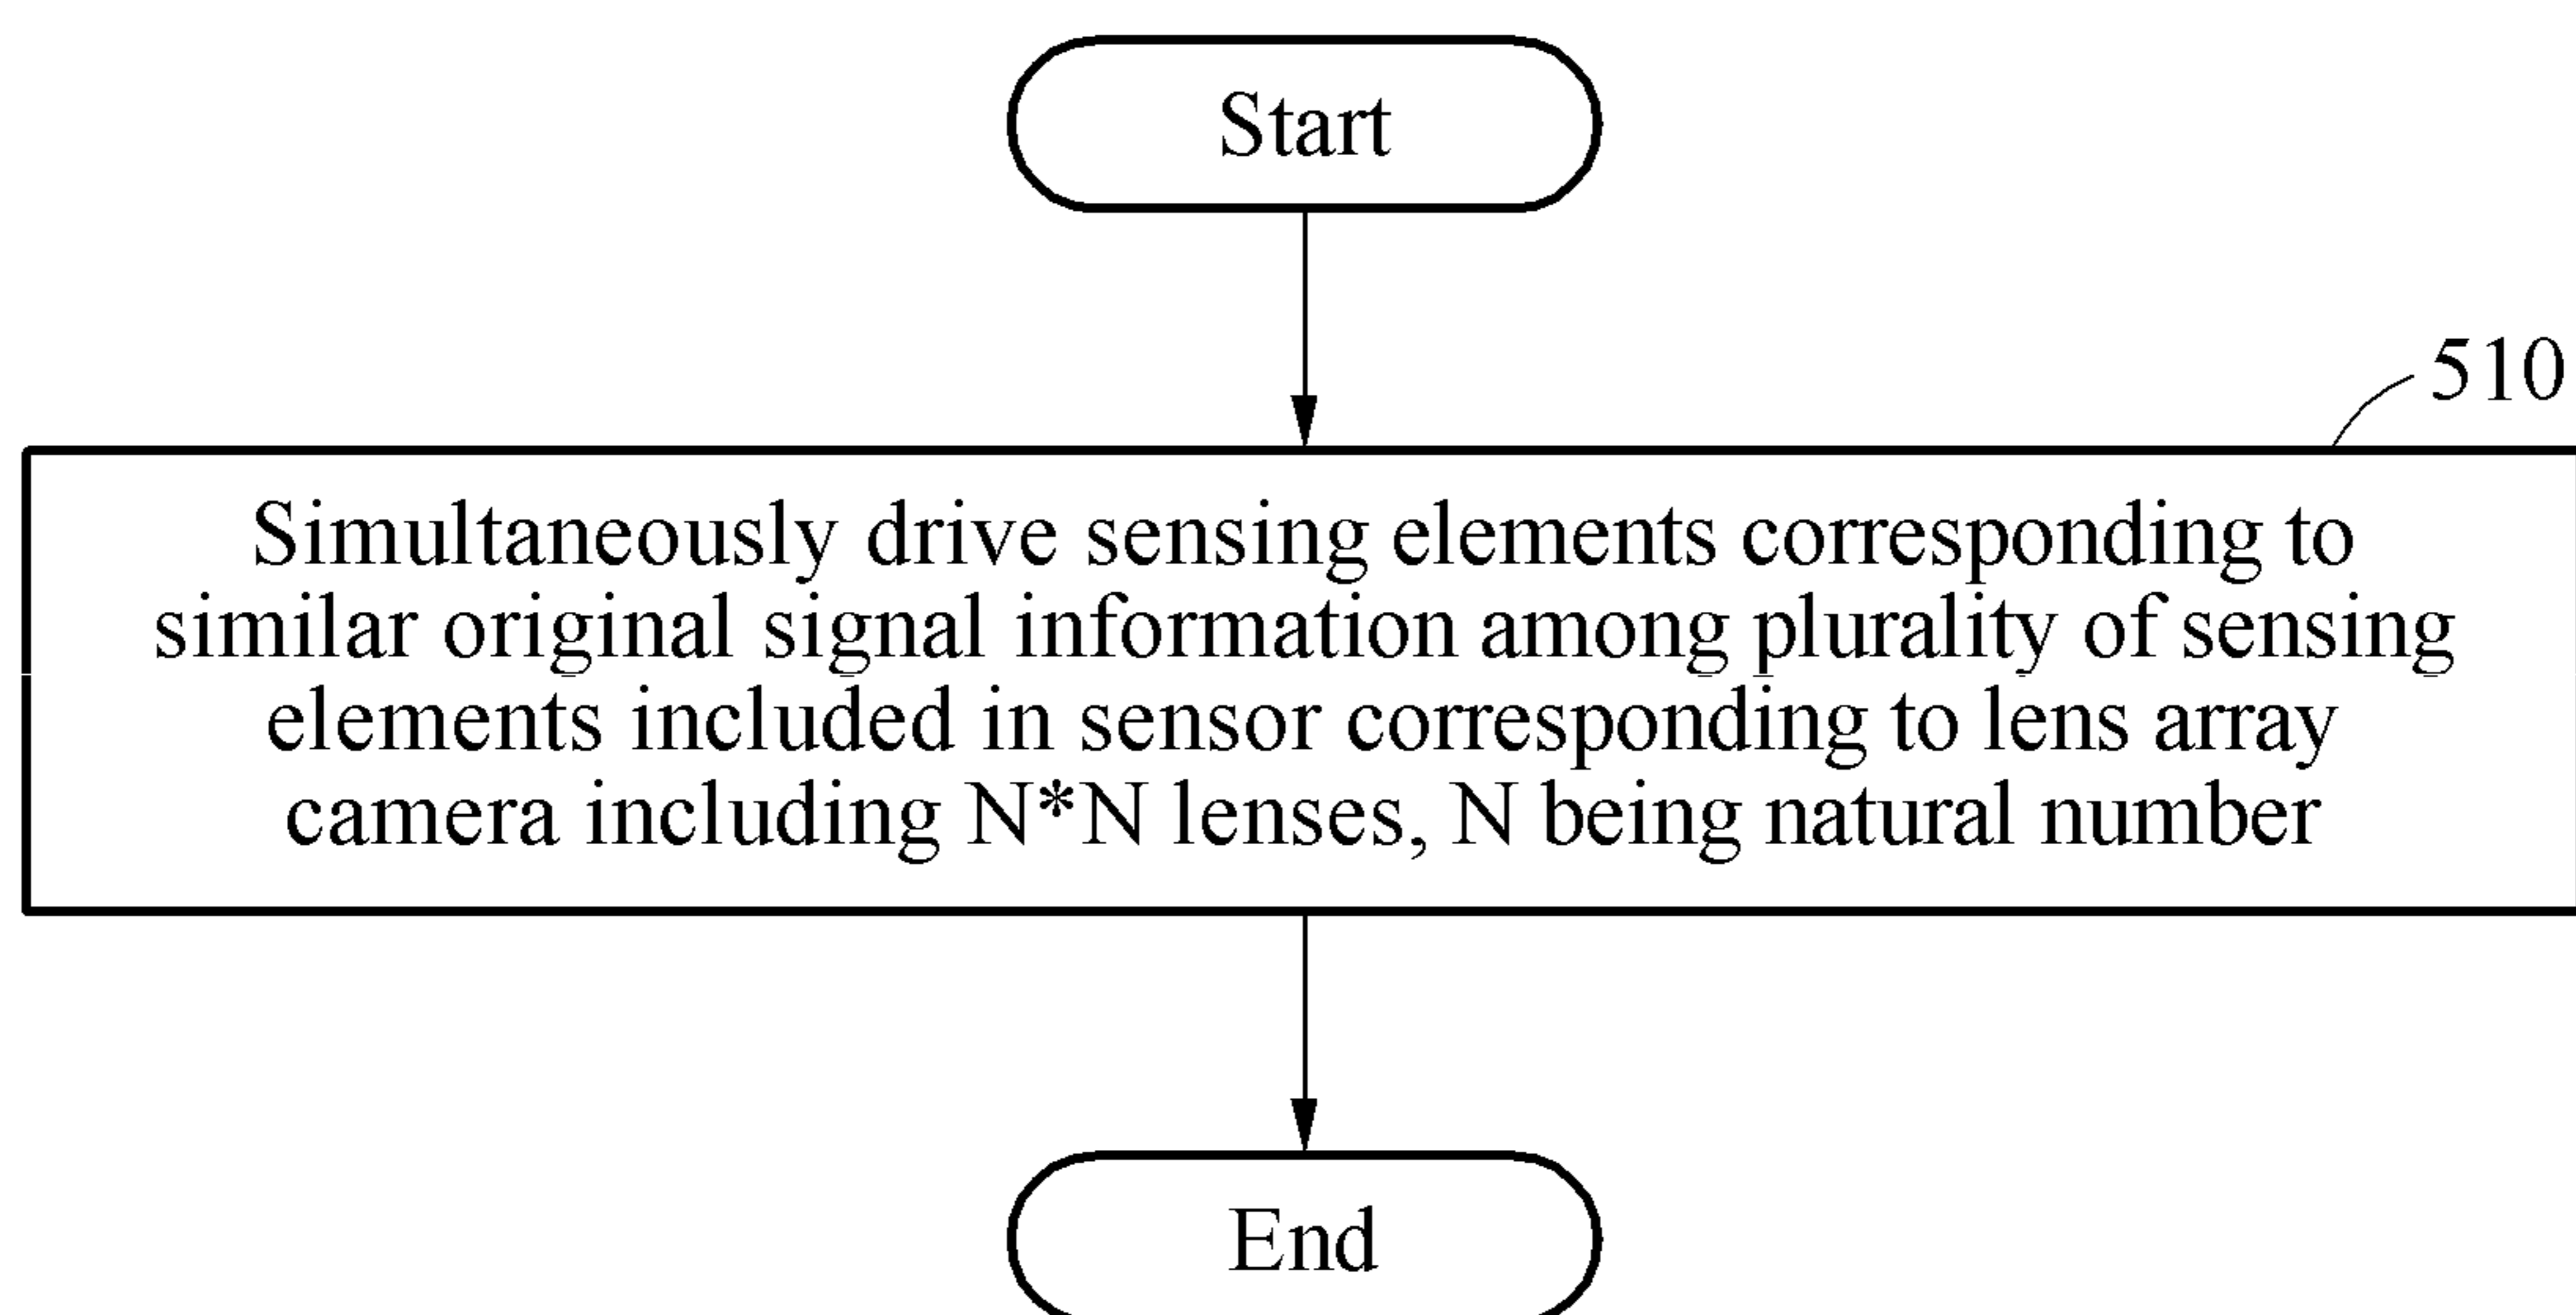 Start
510
Simultaneously drive sensing elements corresponding to
similar original signal information among plurality of sensing
elements included in sensor corresponding to lens array
camera including N*N lenses, N being natural number
End